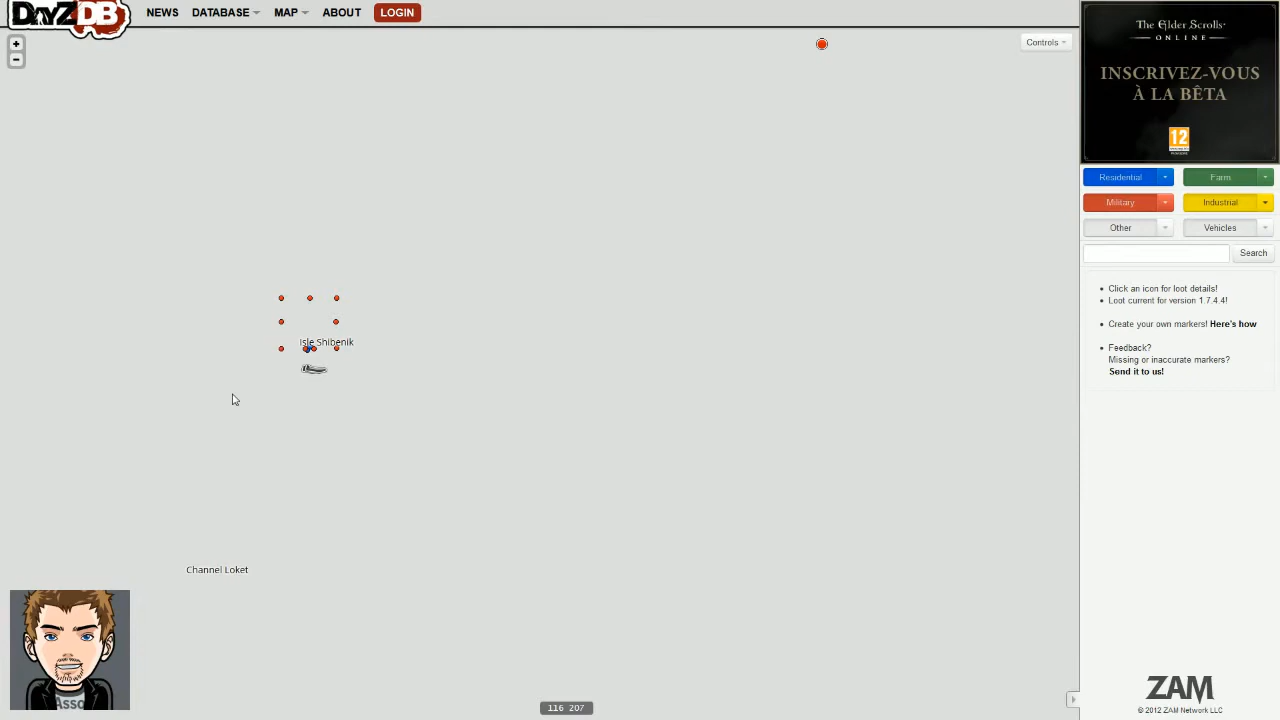 DAYZDB
NEWS DATABASE MAP ABOUT LOGIN
+
−
Controls
The Elder Scrolls
ONLINE
INSCRIVEZ-VOUS
À LA BÊTA
12
Residential Farm
Military Industrial
Other Vehicles
Search
Click an icon for loot details!
Loot current for version 1.7.4.4!
Create your own markers! Here's how
Feedback?
Missing or inaccurate markers?
Send it to us!
Isle Shibenik
Channel Loket
Asso
116 207
ZAM
© 2012 ZAM Network LLC